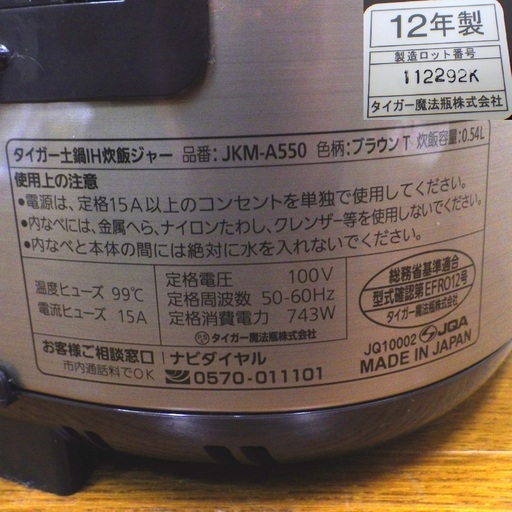 12年製
製造ロット番号
112292K
タイガー魔法瓶株式会社
タイガー土鍋IH炊飯ジャー 品番:JKM-A550 色柄:ブラウン T 炊飯容量:0.54L
使用上の注意
•電源は、定格15A以上のコンセントを単独で使用してください。
•内なべには、金属へら、ナイロンたわし、クレンザー等を使用しないでください。
•内なべと本体の間には絶対に水を入れないでください。
温度ヒューズ 99℃
電流ヒューズ 15A
定格電圧 100V
定格周波数 50-60Hz
定格消費電力 743W
タイガー魔法瓶株式会社
総務省基準適合
型式確認第EFR012号
タイガー魔法瓶株式会社
お客様ご相談窓口
市内通話料でOK
ナビダイヤル
0570-011101
JQ10002 JQA
MADE IN JAPAN